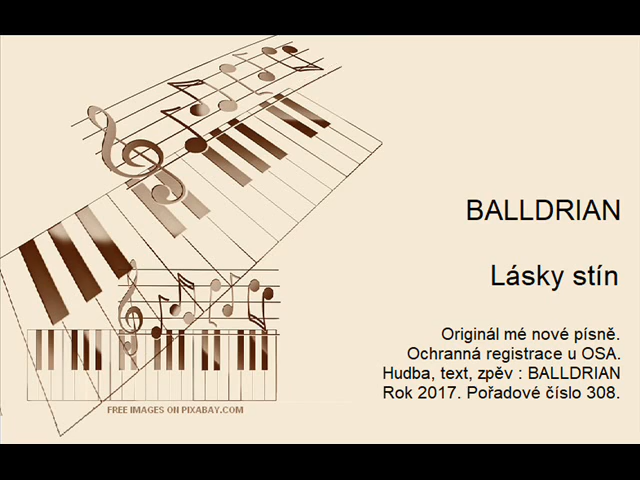 BALLDRIAN
Lásky stín
Originál mé nové písně.
Ochranná registrace u OSA.
Hudba, text, zpěv : BALLDRIAN
Rok 2017. Pořadové číslo 308.
FREE IMAGES ON PIXABAY.COM